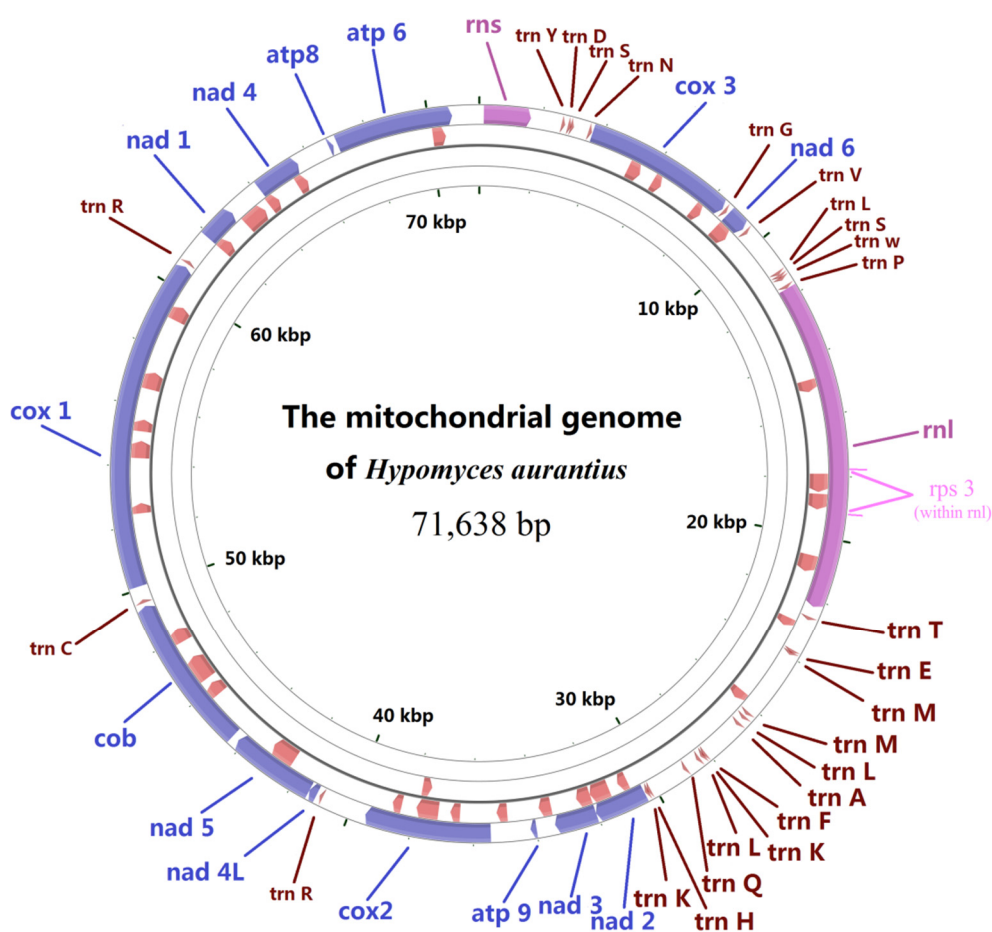 rns
trn Y
trn D
trn S
trn N
cox 3
trn G
nad 6
trn V
trn L
trn S
trn w
trn P
rnl
rps 3
(within rnl)
trn T
trn E
trn M
trn M
trn L
trn A
trn F
trn K
trn L
trn Q
trn H
trn K
nad 2
nad 3
atp 9
cox2
trn R
nad 4L
nad 5
cob
trn C
cox 1
trn R
nad 1
nad 4
atp8
atp 6
70 kbp
10 kbp
20 kbp
30 kbp
40 kbp
50 kbp
60 kbp
The mitochondrial genome
of Hypomyces aurantius
71,638 bp